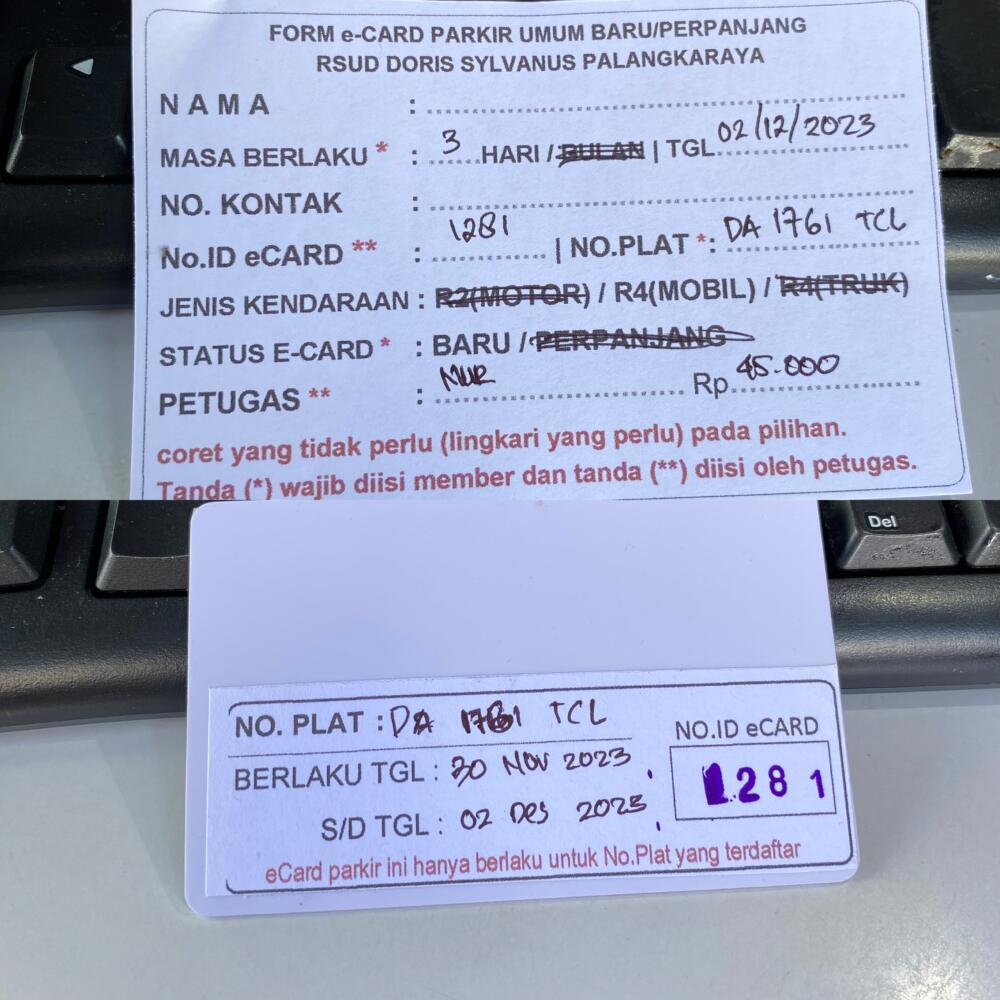 FORM e-CARD PARKIR UMUM BARU/PERPANJANG
RSUD DORIS SYLVANUS PALANGKARAYA
NAMA : ....................
MASA BERLAKU * : 3 HARI / BULAN | TGL 02/12/2023
NO. KONTAK : ....................
No.ID eCARD ** : 1281 | NO.PLAT *: DA 1761 TCL
JENIS KENDARAAN : R2(MOTOR) / R4(MOBIL) / R4(TRUK)
STATUS E-CARD * : BARU / PERPANJANG
PETUGAS ** : NUR Rp 45.000
coret yang tidak perlu (lingkari yang perlu) pada pilihan.
Tanda (*) wajib diisi member dan tanda (**) diisi oleh petugas.
Del
NO. PLAT : DA 1761 TCL
NO.ID eCARD
BERLAKU TGL : 30 NOV 2023
1281
S/D TGL : 02 DES 2023
eCard parkir ini hanya berlaku untuk No.Plat yang terdaftar